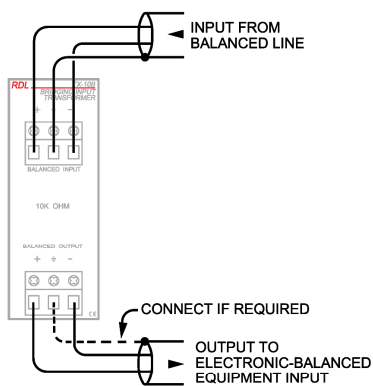 INPUT FROM
BALANCED LINE
RDL TX-10B
BRIDGING INPUT
TRANSFORMER
+ -
BALANCED INPUT
10K OHM
BALANCED OUTPUT
+ ⏚ -
CE
CONNECT IF REQUIRED
OUTPUT TO
ELECTRONIC-BALANCED
EQUIPMENT INPUT